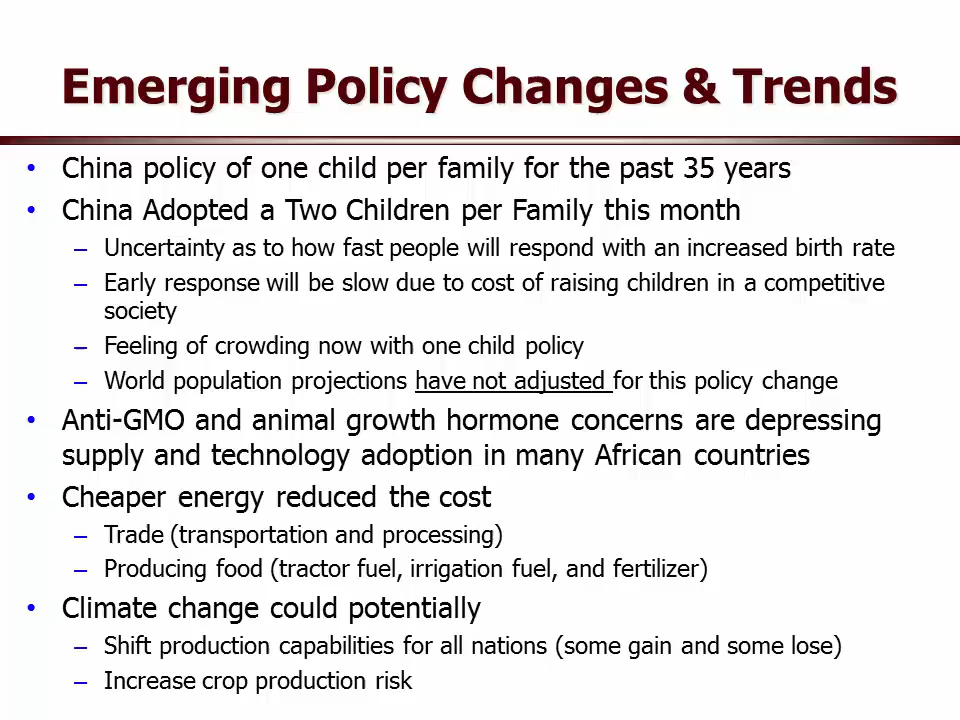 Emerging Policy Changes & Trends
• China policy of one child per family for the past 35 years
• China Adopted a Two Children per Family this month
– Uncertainty as to how fast people will respond with an increased birth rate
– Early response will be slow due to cost of raising children in a competitive
society
– Feeling of crowding now with one child policy
– World population projections have not adjusted for this policy change
• Anti-GMO and animal growth hormone concerns are depressing
supply and technology adoption in many African countries
• Cheaper energy reduced the cost
– Trade (transportation and processing)
– Producing food (tractor fuel, irrigation fuel, and fertilizer)
• Climate change could potentially
– Shift production capabilities for all nations (some gain and some lose)
– Increase crop production risk